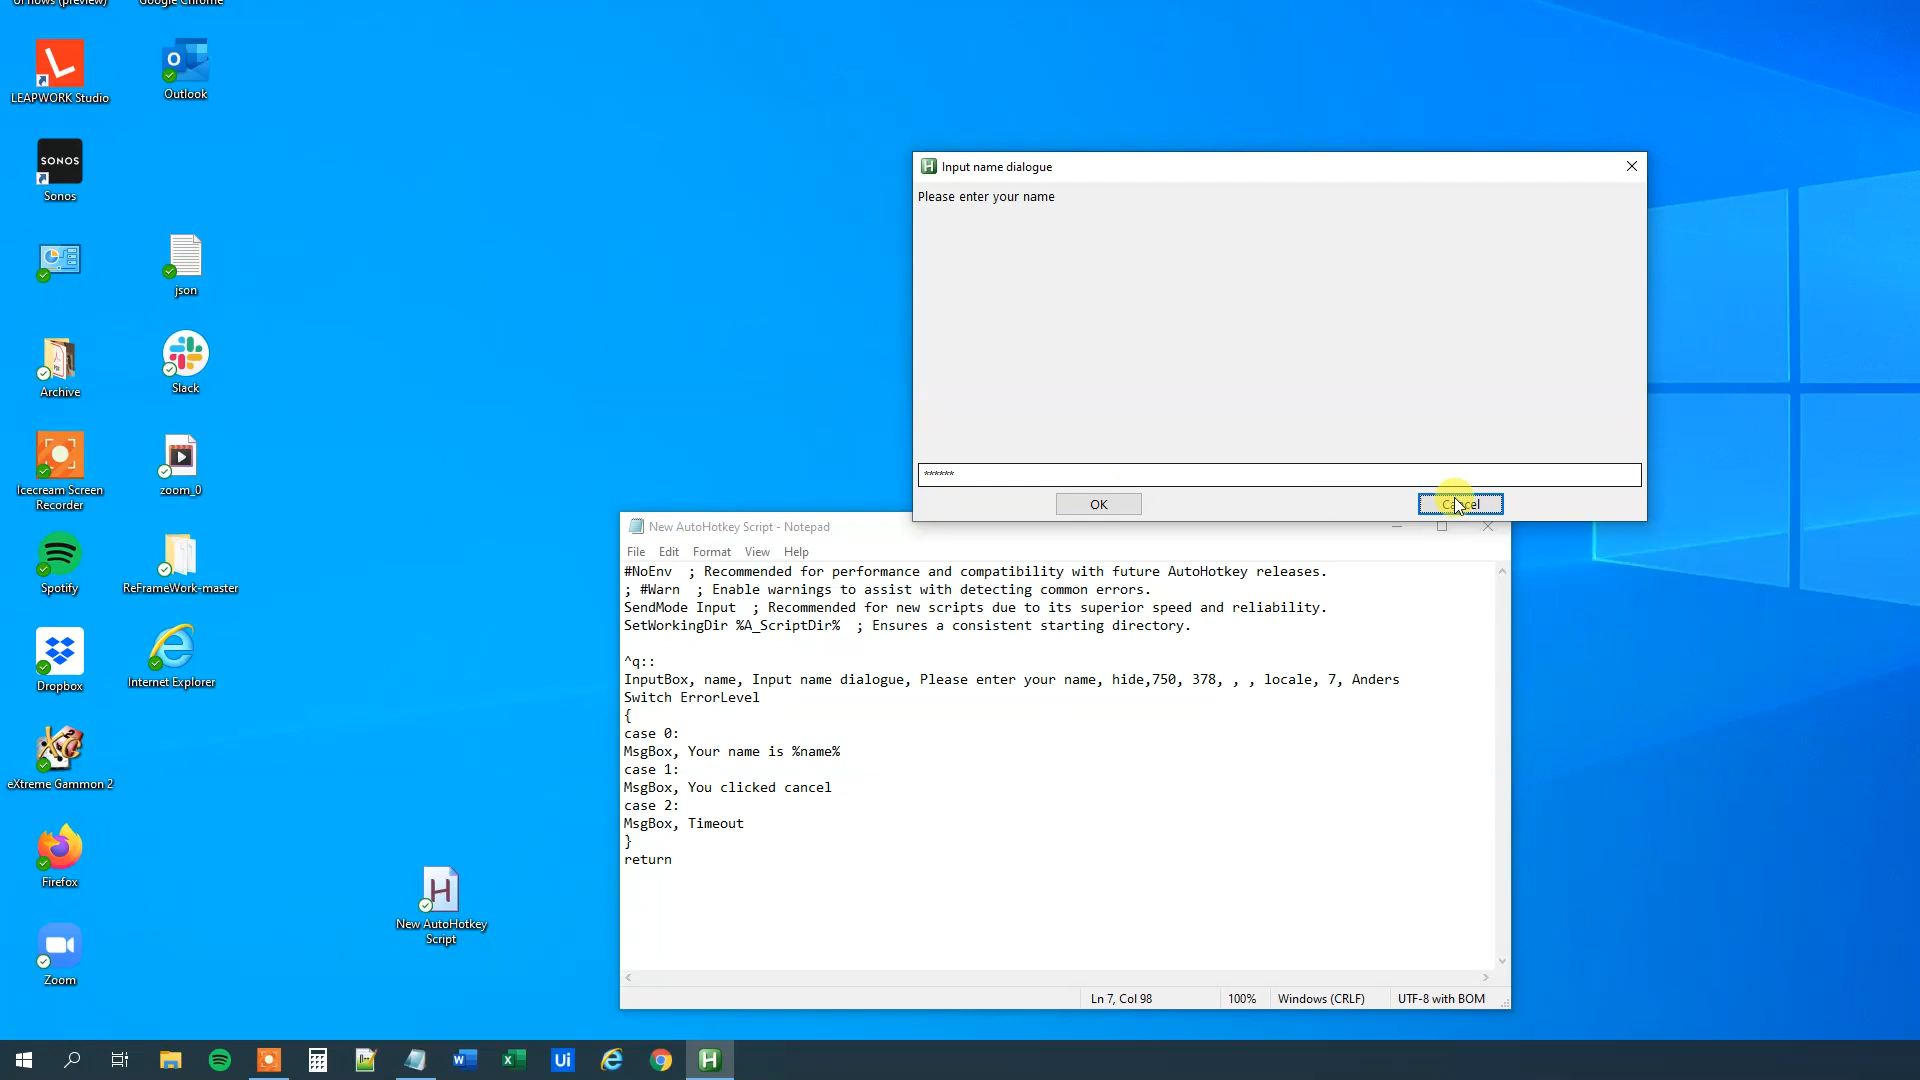 UI flows (preview)
Google Chrome
LEAPWORK Studio
Outlook
SONOS
Sonos
json
Archive
Slack
Icecream Screen
Recorder
zoom_0
Spotify
ReFrameWork-master
Dropbox
Internet Explorer
eXtreme Gammon 2
Firefox
New AutoHotkey
Script
Zoom
Input name dialogue
Please enter your name
******
OK
Cancel
New AutoHotkey Script - Notepad
File Edit Format View Help
#NoEnv  ; Recommended for performance and compatibility with future AutoHotkey releases.
; #Warn  ; Enable warnings to assist with detecting common errors.
SendMode Input  ; Recommended for new scripts due to its superior speed and reliability.
SetWorkingDir %A_ScriptDir%  ; Ensures a consistent starting directory.
^q::
InputBox, name, Input name dialogue, Please enter your name, hide,750, 378, , , locale, 7, Anders
Switch ErrorLevel
{
case 0:
MsgBox, Your name is %name%
case 1:
MsgBox, You clicked cancel
case 2:
MsgBox, Timeout
}
return
Ln 7, Col 98
100%
Windows (CRLF)
UTF-8 with BOM
Ui